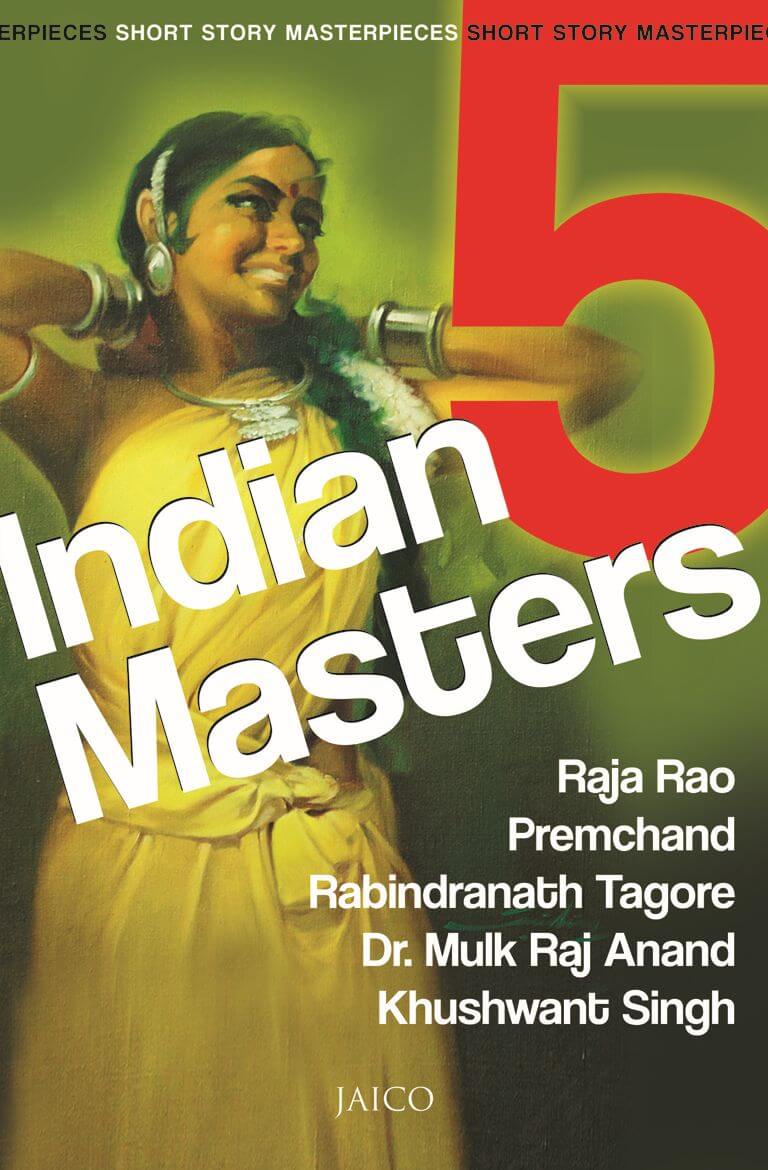 ERPIECES SHORT STORY MASTERPIECES SHORT STORY MASTERPIEC
5
Indian
Masters
Raja Rao
Premchand
Rabindranath Tagore
Dr. Mulk Raj Anand
Khushwant Singh
JAICO